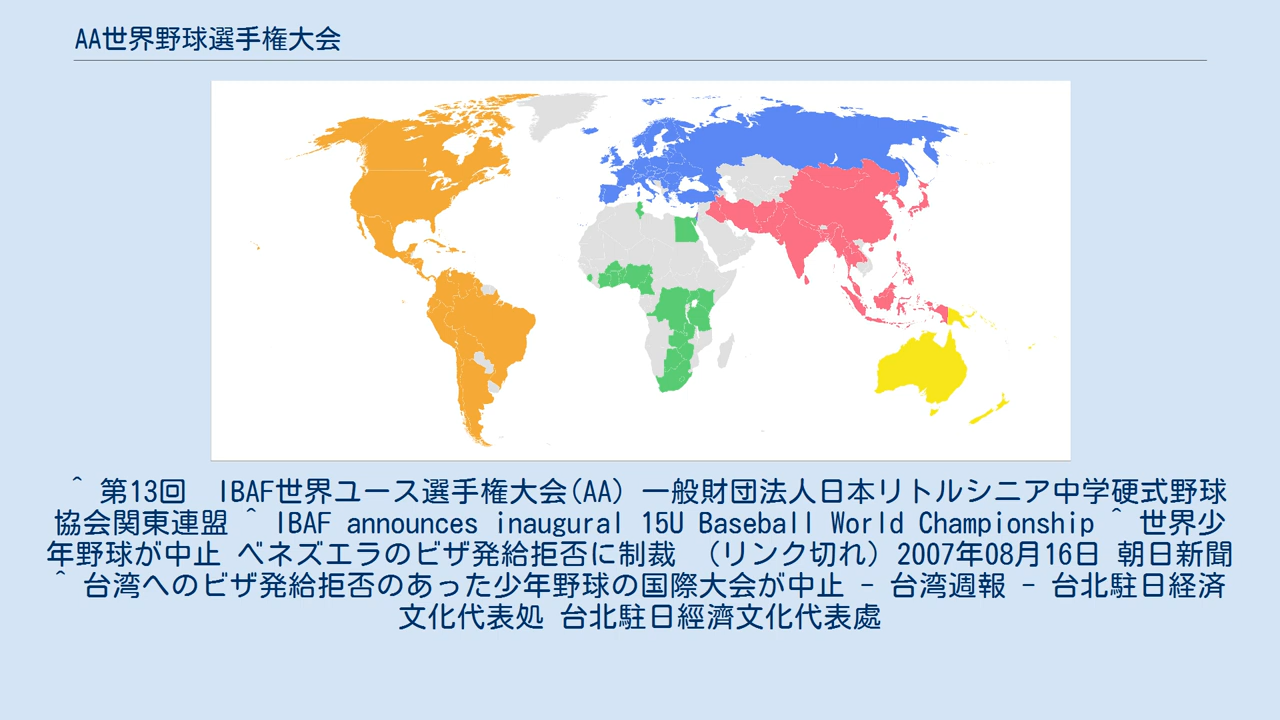 AA世界野球選手権大会
^ 第13回　IBAF世界ユース選手権大会(AA) 一般財団法人日本リトルシニア中学硬式野球
協会関東連盟 ^ IBAF announces inaugural 15U Baseball World Championship ^ 世界少
年野球が中止 ベネズエラのビザ発給拒否に制裁　（リンク切れ）2007年08月16日 朝日新聞
^ 台湾へのビザ発給拒否のあった少年野球の国際大会が中止 - 台湾週報 - 台北駐日経済
文化代表処 台北駐日經濟文化代表處